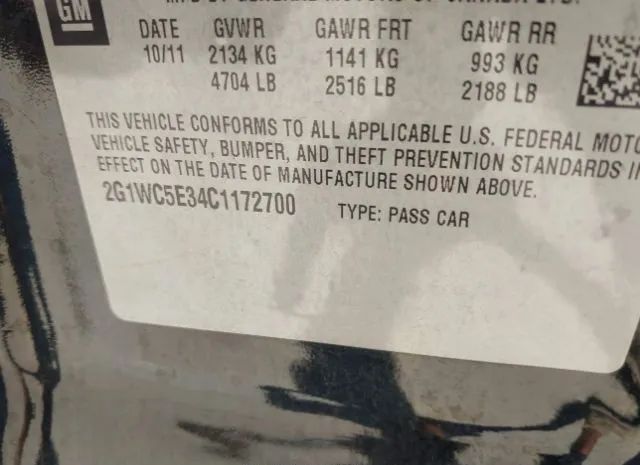 GM
DATE GVWR GAWR FRT GAWR RR
10/11 2134 KG 1141 KG 993 KG
4704 LB 2516 LB 2188 LB
THIS VEHICLE CONFORMS TO ALL APPLICABLE U.S. FEDERAL MOTO
VEHICLE SAFETY, BUMPER, AND THEFT PREVENTION STANDARDS IN
EFFECT ON THE DATE OF MANUFACTURE SHOWN ABOVE.
2G1WC5E34C1172700 TYPE: PASS CAR